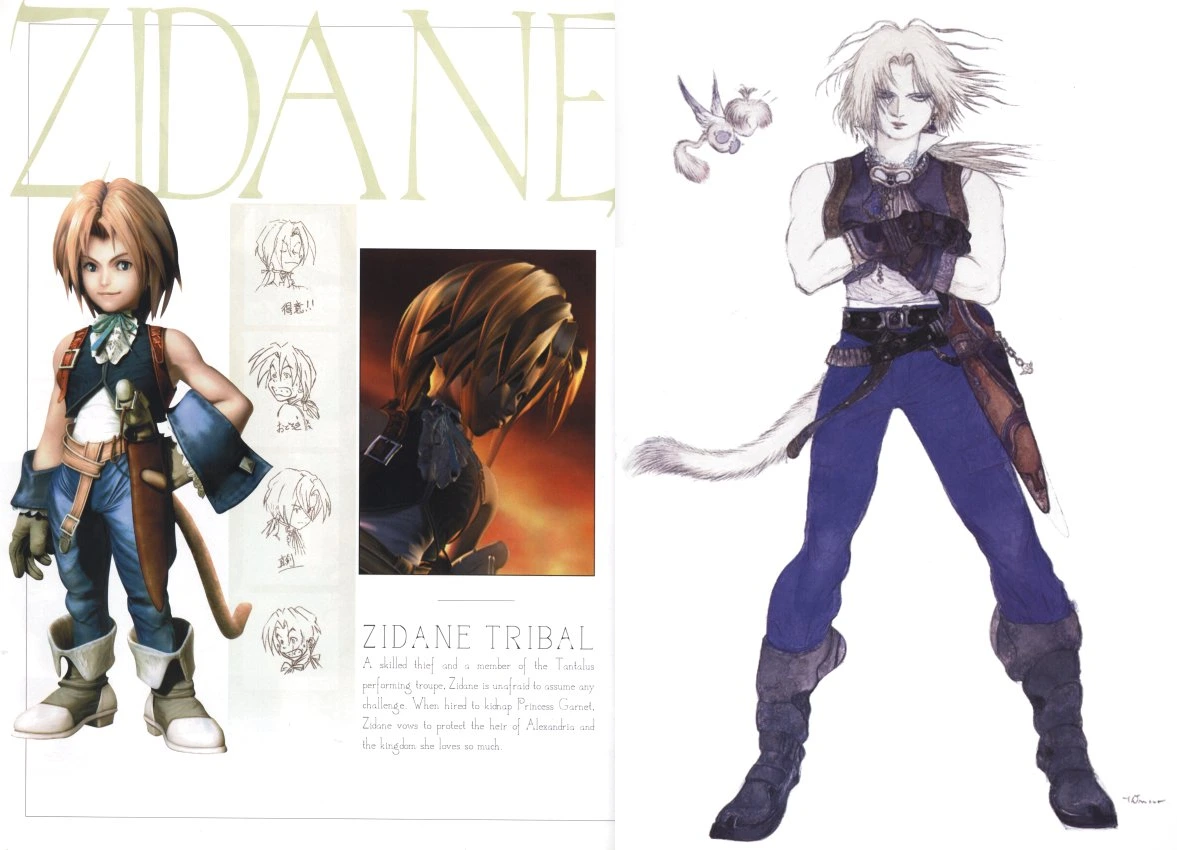 ZIDANE
得意!!
ZIDANE TRIBAL
A skilled thief and a member of the Tantalus
performing troupe, Zidane is unafraid to assume any
challenge. When hired to kidnap Princess Garnet,
Zidane vows to protect the heir of Alexandria and
the kingdom she loves so much.